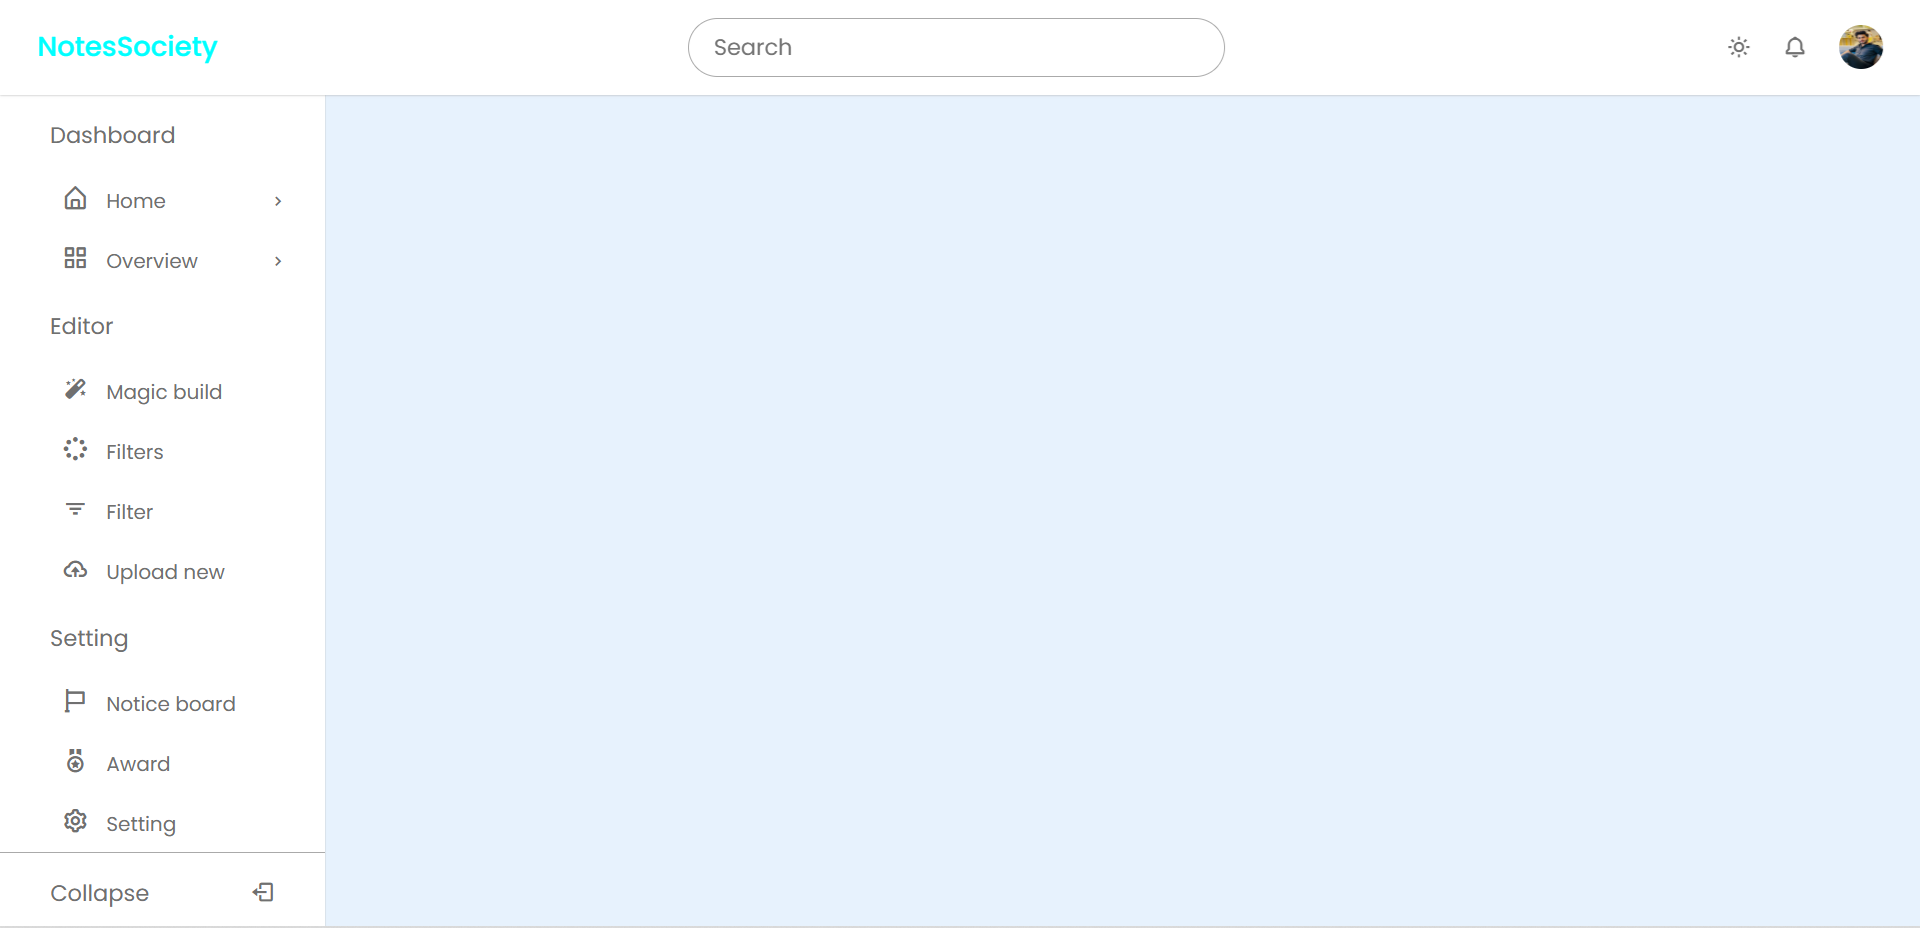 NotesSociety
Search
Dashboard
Home
Overview
Editor
Magic build
Filters
Filter
Upload new
Setting
Notice board
Award
Setting
Collapse